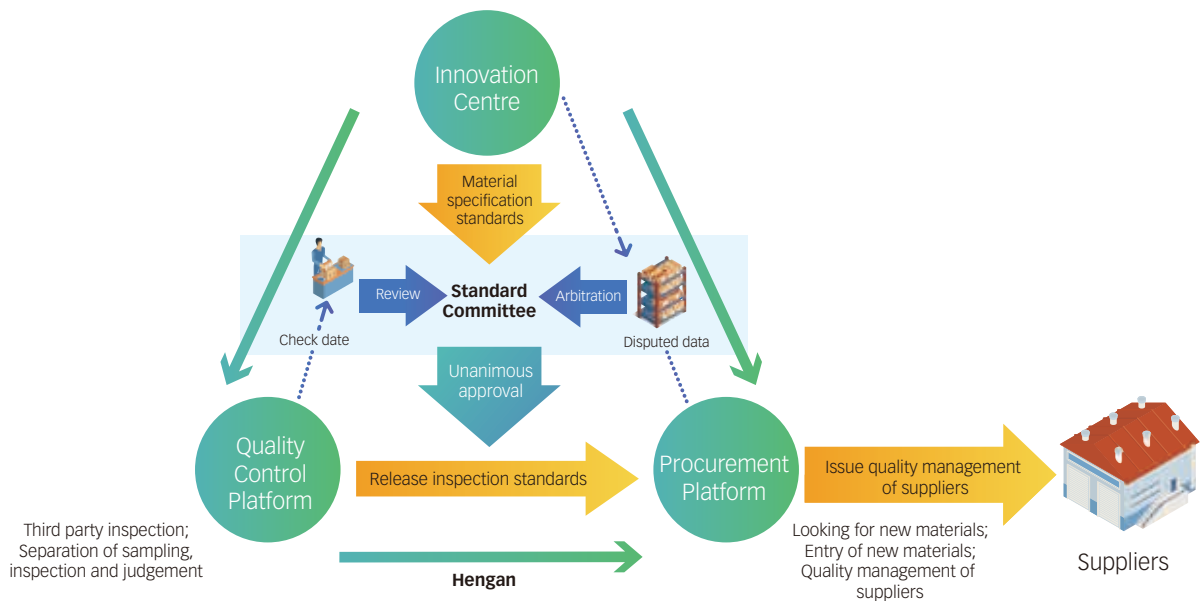 Innovation
Centre
Material
specification
standards
Review
Standard
Committee
Arbitration
Check date
Disputed data
Unanimous
approval
Quality
Control
Platform
Release inspection standards
Procurement
Platform
Issue quality management
of suppliers
Third party inspection;
Separation of sampling,
inspection and judgement
Hengan
Looking for new materials;
Entry of new materials;
Quality management of
suppliers
Suppliers